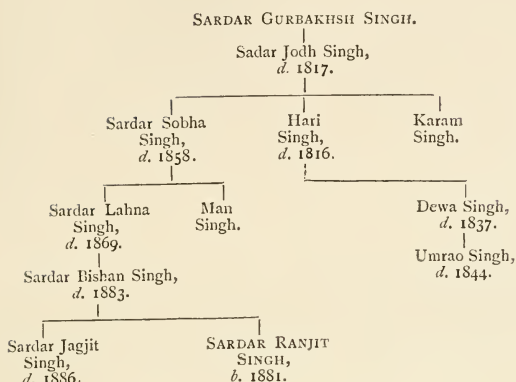 SARDAR GURBAKHSH SINGH.
Sadar Jodh Singh,
d. 1817.
Sardar Sobha
Singh,
d. 1858.
Hari
Singh,
d. 1816.
Karam
Singh.
Sardar Lahna
Singh,
d. 1869.
Man
Singh.
Dewa Singh,
d. 1837.
Umrao Singh,
d. 1844.
Sardar Bishan Singh,
d. 1883.
Sardar Jagjit
Singh,
d. 1886.
SARDAR RANJIT
SINGH,
b. 1881.